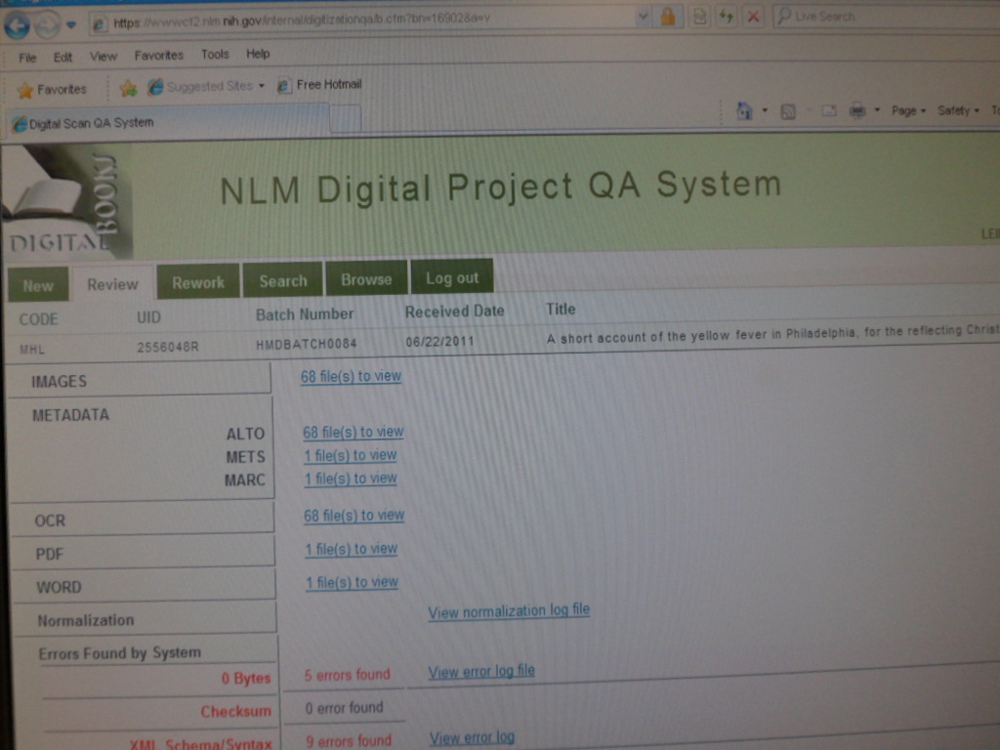 https://wwwcf2.nlm.nih.gov/internal/digitizationqa/b.cfm?bn=16902&a=v
Live Search
File Edit View Favorites Tools Help
Favorites Suggested Sites Free Hotmail
Digital Scan QA System
Page Safety
DIGITAL BOOKS
NLM Digital Project QA System
New Review Rework Search Browse Log out
CODE UID Batch Number Received Date Title
MHL 2556048R HMDBATCH0084 06/22/2011 A short account of the yellow fever in Philadelphia, for the reflecting Christ
IMAGES 68 file(s) to view
METADATA
ALTO 68 file(s) to view
METS 1 file(s) to view
MARC 1 file(s) to view
OCR 68 file(s) to view
PDF 1 file(s) to view
WORD 1 file(s) to view
Normalization View normalization log file
Errors Found by System
0 Bytes 5 errors found View error log file
Checksum 0 error found
XML Schema/Syntax 9 errors found View error log